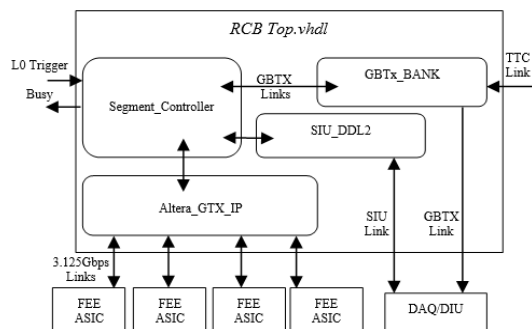 RCB Top.vhdl
L0 Trigger
Busy
Segment_Controller
GBTX
Links
GBTx_BANK
TTC
Link
SIU_DDL2
Altera_GTX_IP
SIU
Link
GBTX
Link
3.125Gbps
Links
FEE
ASIC
FEE
ASIC
FEE
ASIC
FEE
ASIC
DAQ/DIU